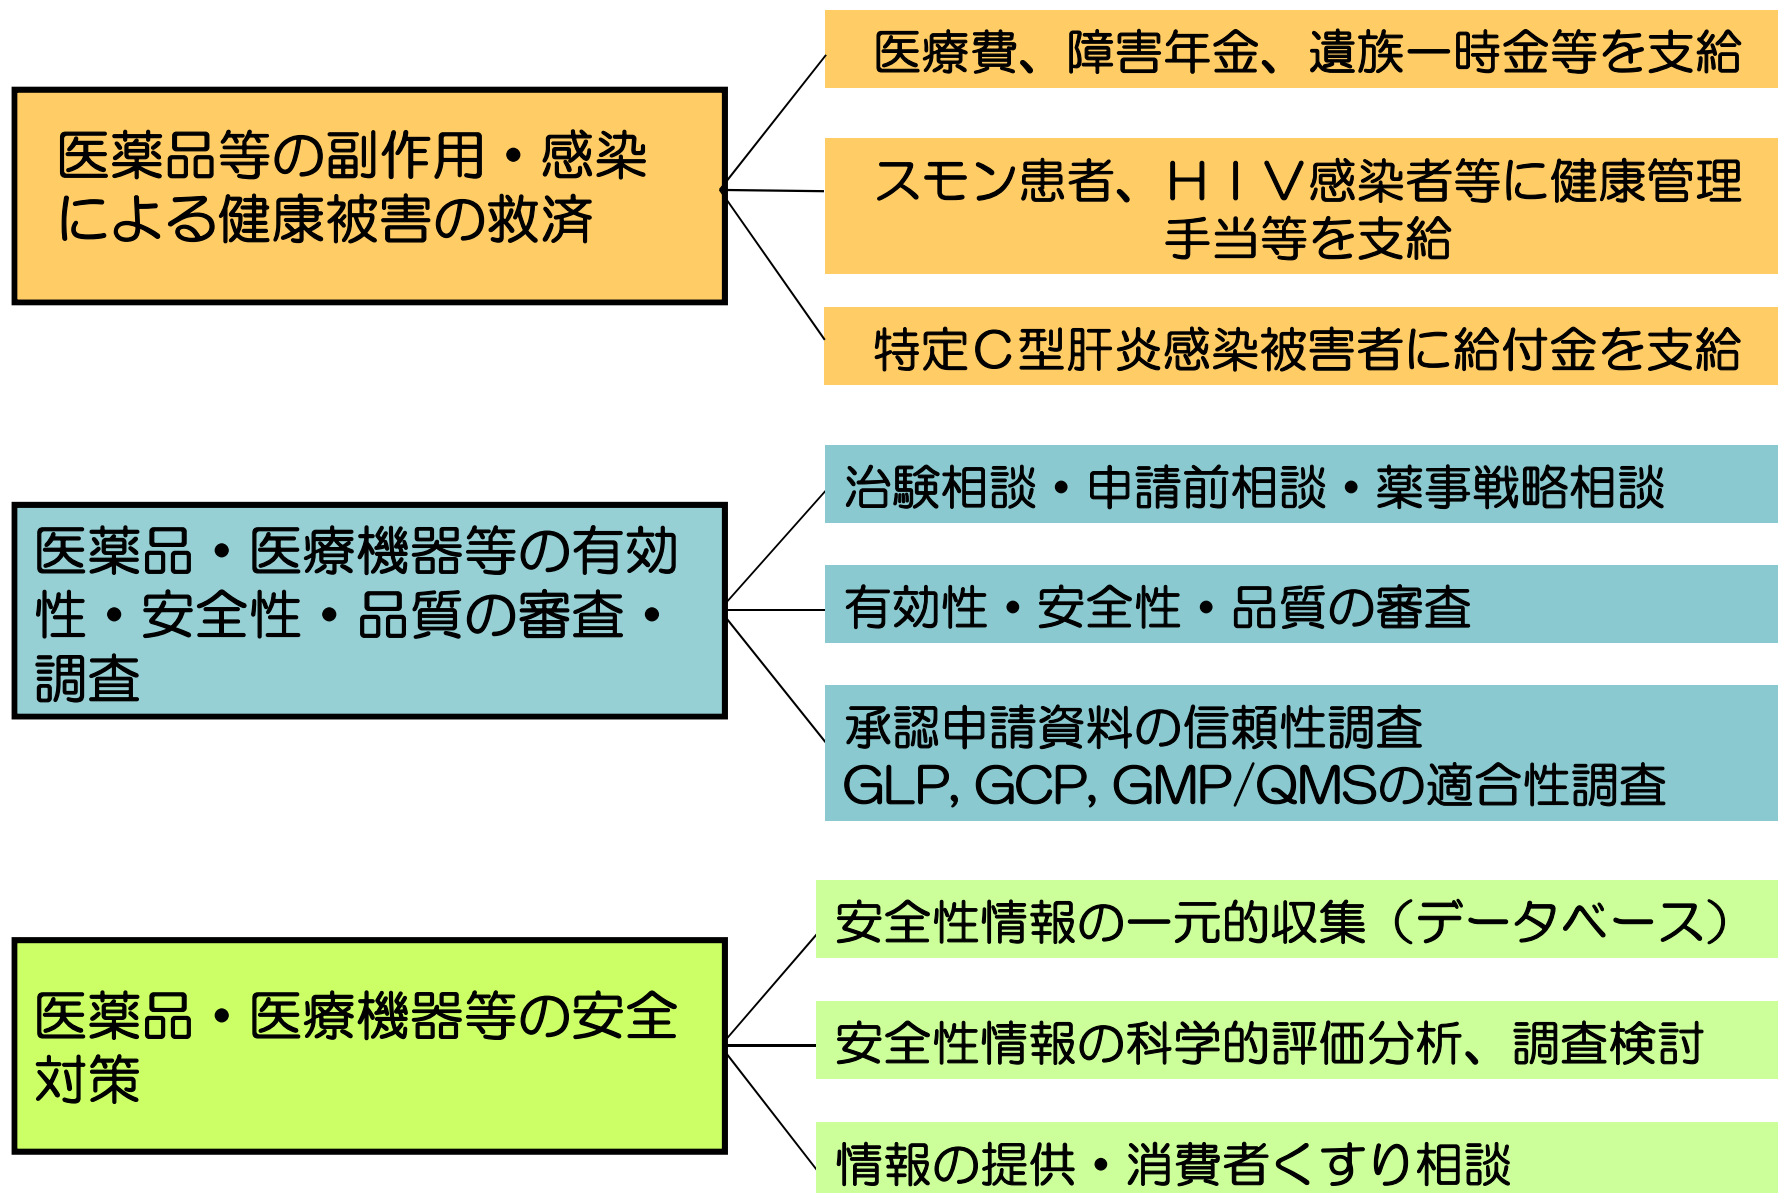 医薬品等の副作用・感染
による健康被害の救済
医療費、障害年金、遺族一時金等を支給
スモン患者、ＨＩＶ感染者等に健康管理
手当等を支給
特定Ｃ型肝炎感染被害者に給付金を支給
医薬品・医療機器等の有効
性・安全性・品質の審査・
調査
治験相談・申請前相談・薬事戦略相談
有効性・安全性・品質の審査
承認申請資料の信頼性調査
GLP, GCP, GMP/QMSの適合性調査
医薬品・医療機器等の安全
対策
安全性情報の一元的収集（データベース）
安全性情報の科学的評価分析、調査検討
情報の提供・消費者くすり相談